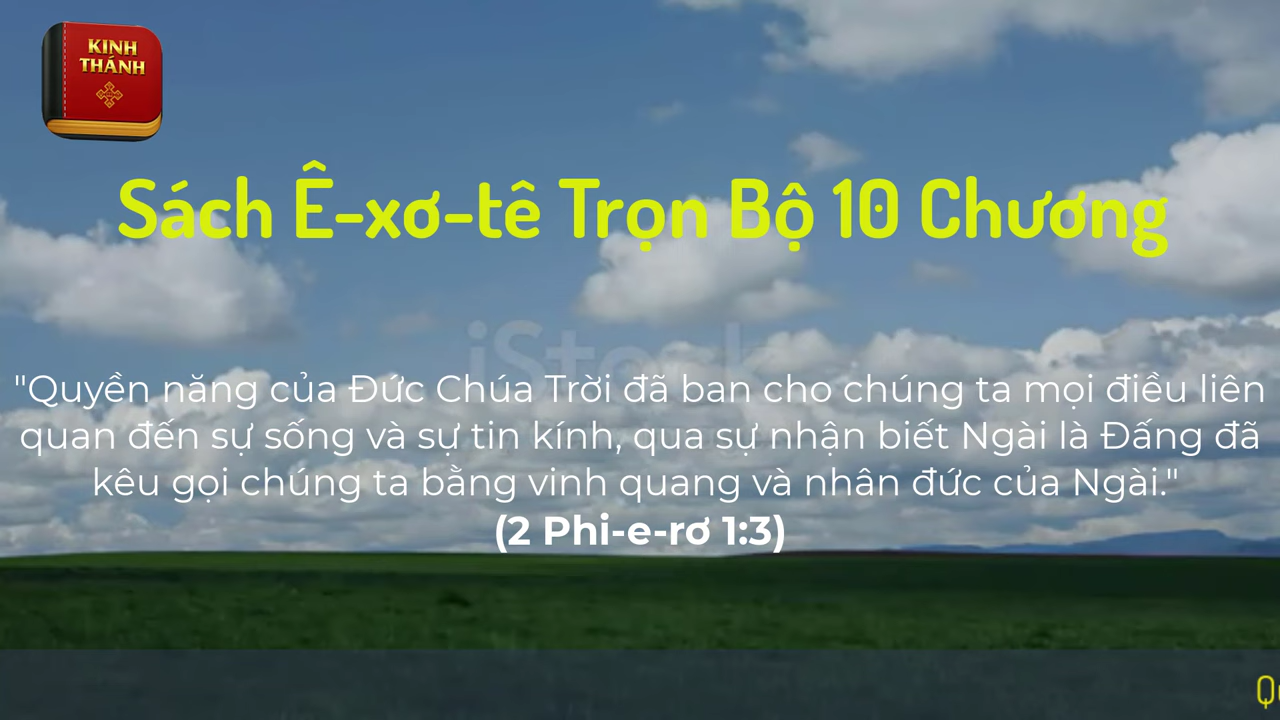 KINH
THÁNH
Sách Ê-xơ-tê Trọn Bộ 10 Chương
iStock
"Quyền năng của Đức Chúa Trời đã ban cho chúng ta mọi điều liên
quan đến sự sống và sự tin kính, qua sự nhận biết Ngài là Đấng đã
kêu gọi chúng ta bằng vinh quang và nhân đức của Ngài."
(2 Phi-e-rơ 1:3)